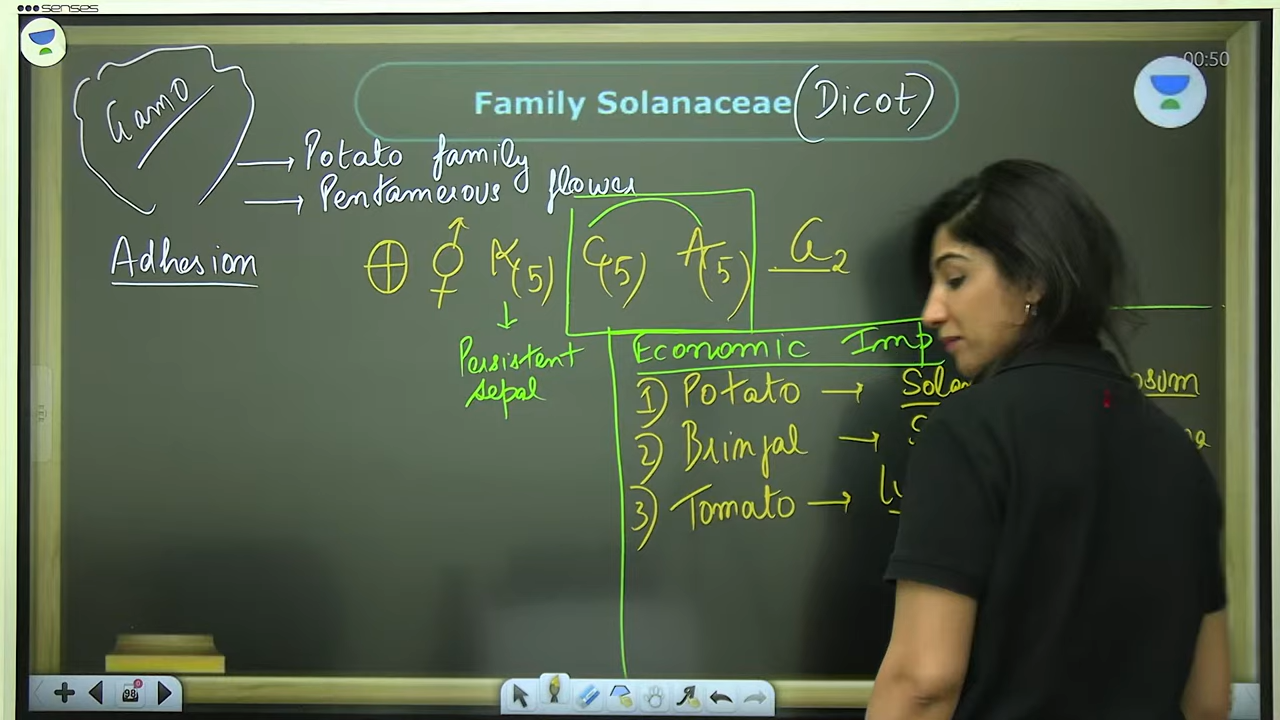 senses
00:50
Gamo
Family Solanaceae (Dicot)
→ Potato family
→ Pentamerous flower
Adhesion
⊕ ⚥ K(5) C(5) A(5) G2
↓
Persistent
sepal
Economic Imp
1) Potato →
2) Brinjal →
3) Tomato →
98